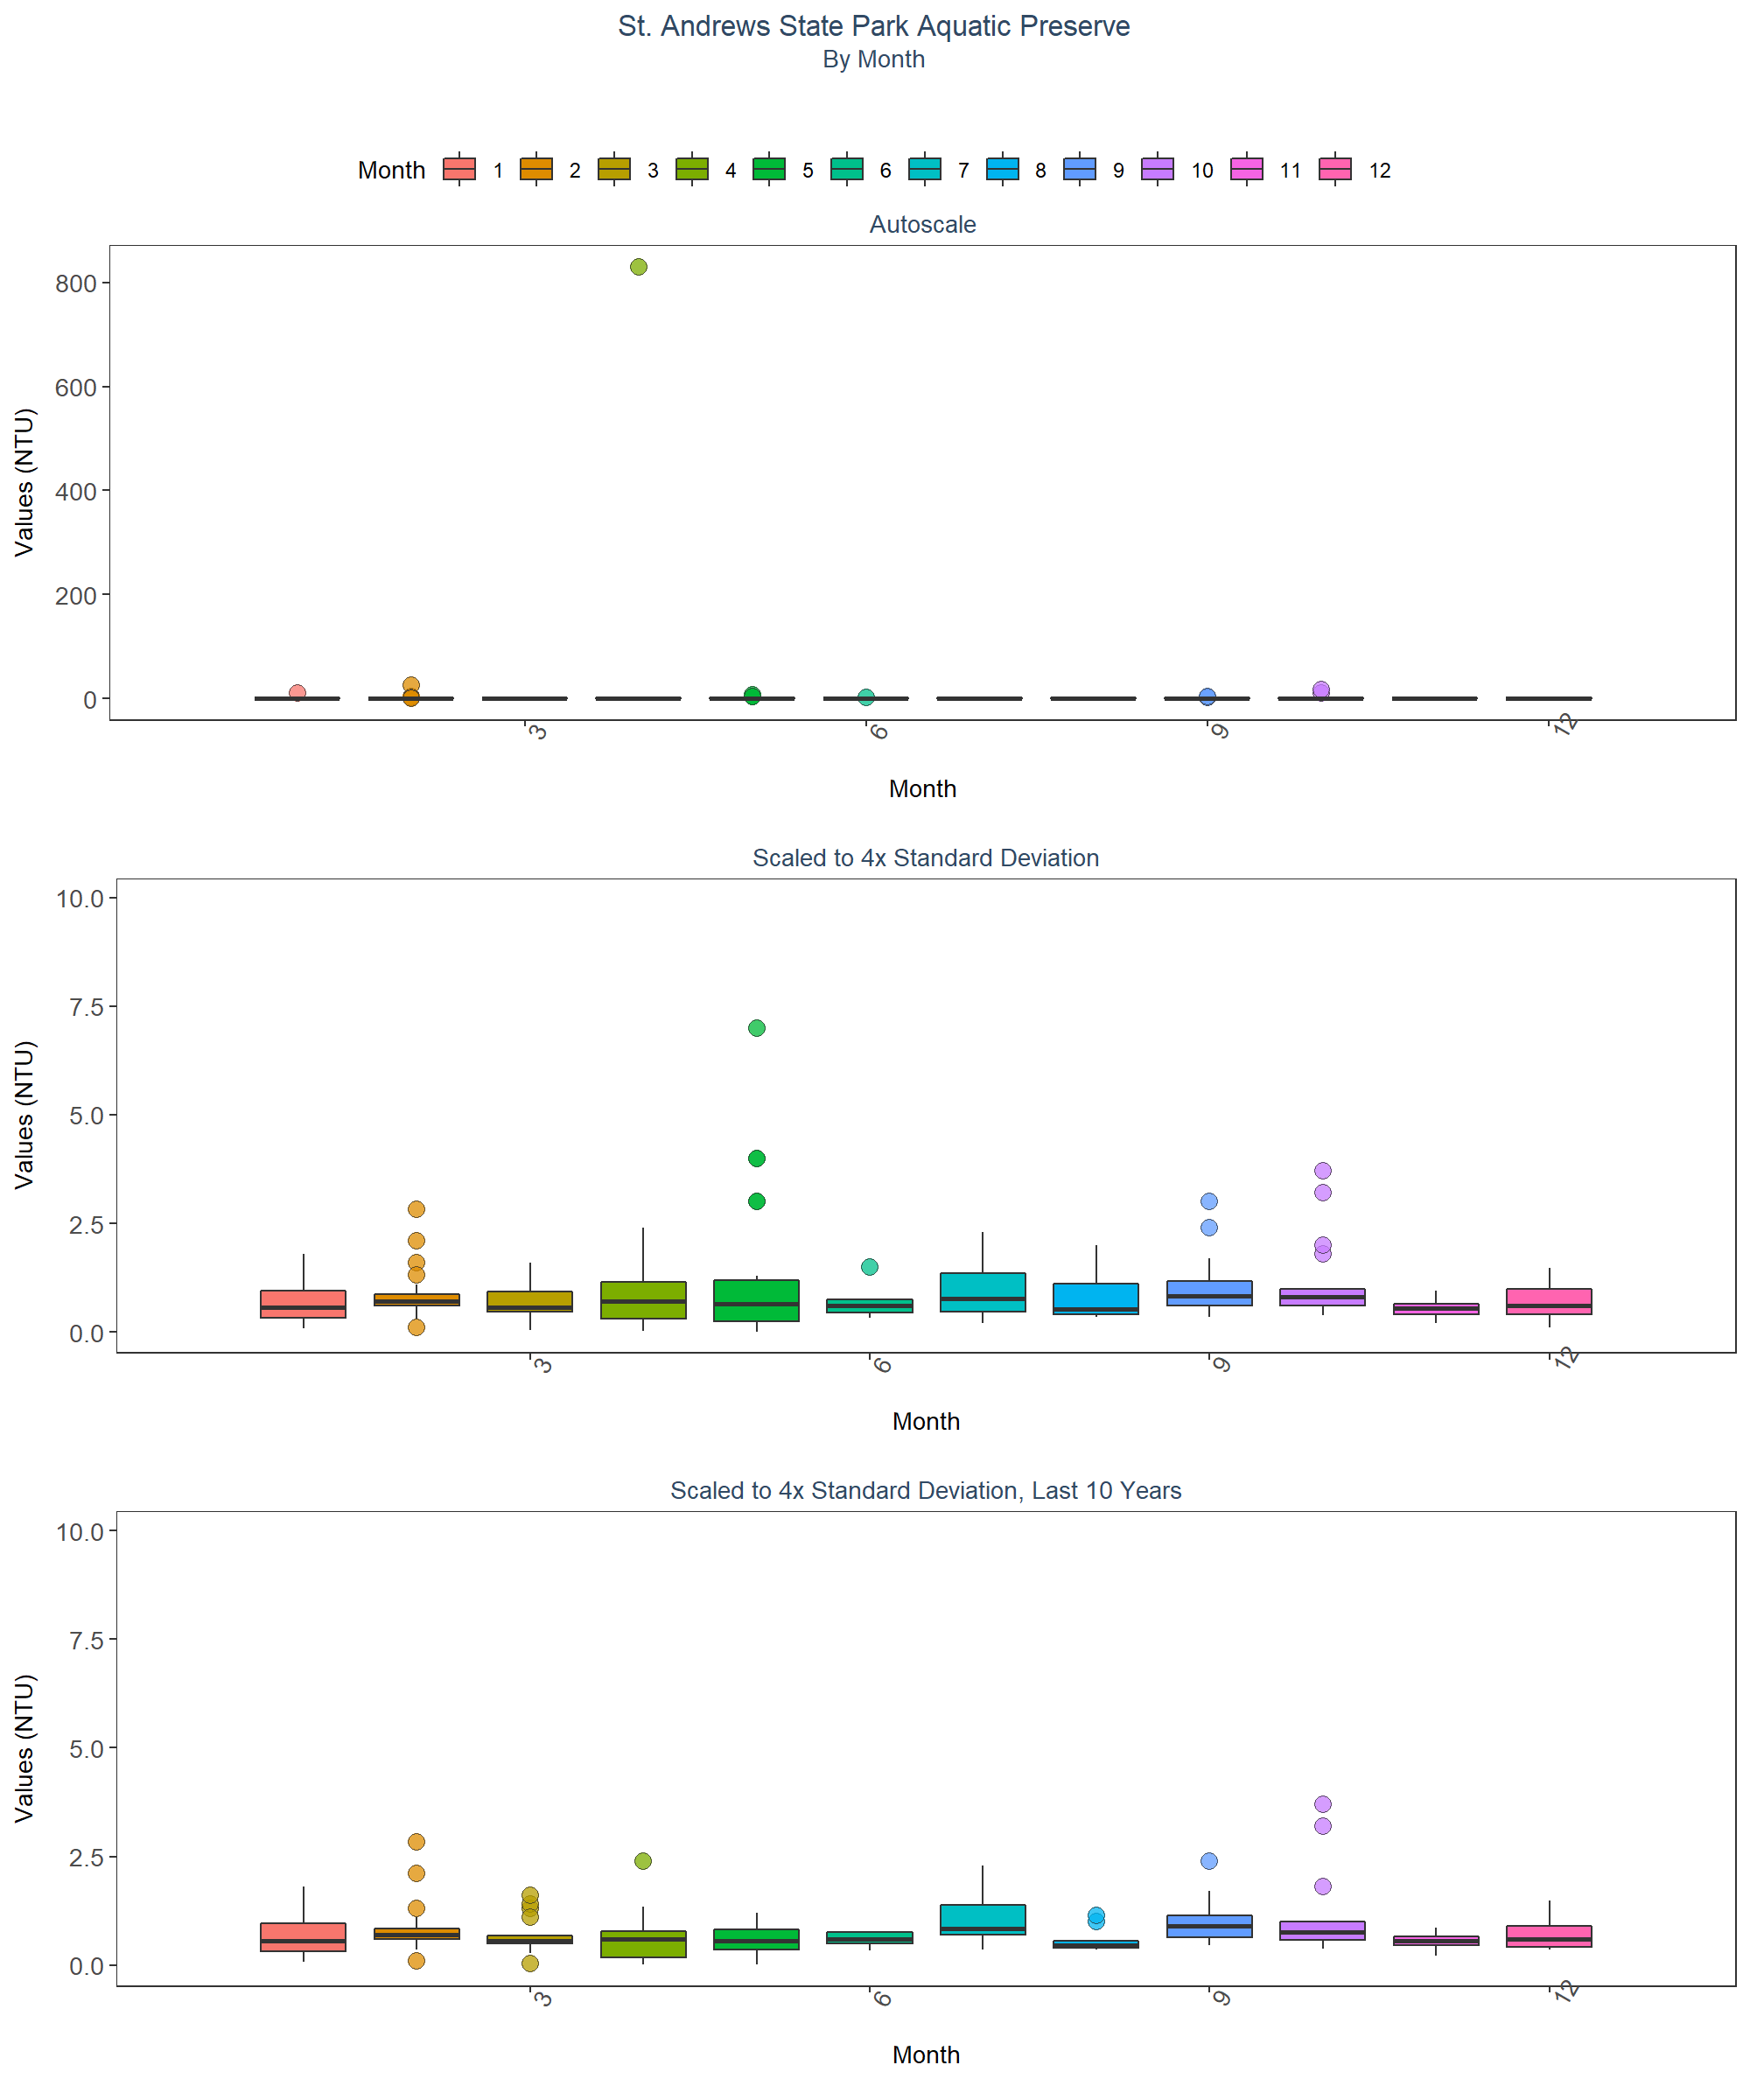 St. Andrews State Park Aquatic Preserve
By Month
Month 1 2 3 4 5 6 7 8 9 10 11 12
Autoscale
Values (NTU)
800
600
400
200
0
3 6 9 12
Month
Scaled to 4x Standard Deviation
Values (NTU)
10.0
7.5
5.0
2.5
0.0
3 6 9 12
Month
Scaled to 4x Standard Deviation, Last 10 Years
Values (NTU)
10.0
7.5
5.0
2.5
0.0
3 6 9 12
Month